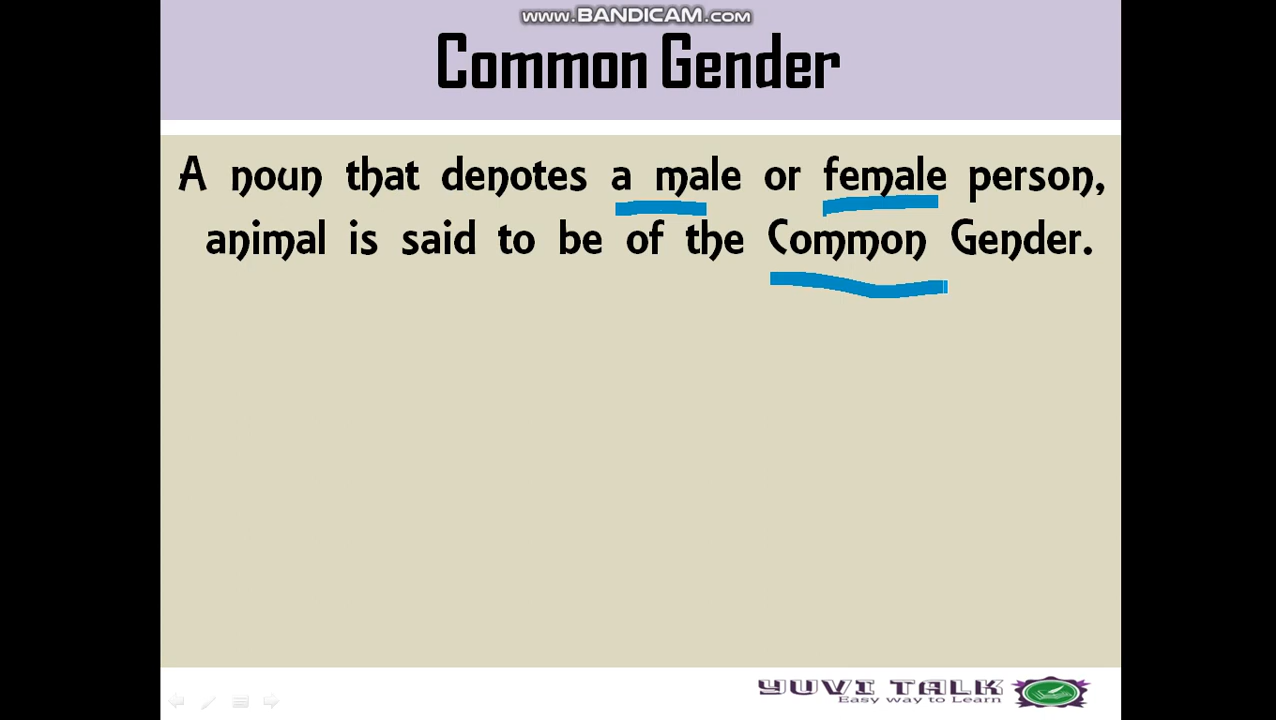 www.BANDICAM.com
Common Gender
A noun that denotes a male or female person,
animal is said to be of the Common Gender.
YUVI TALK
Easy way to Learn